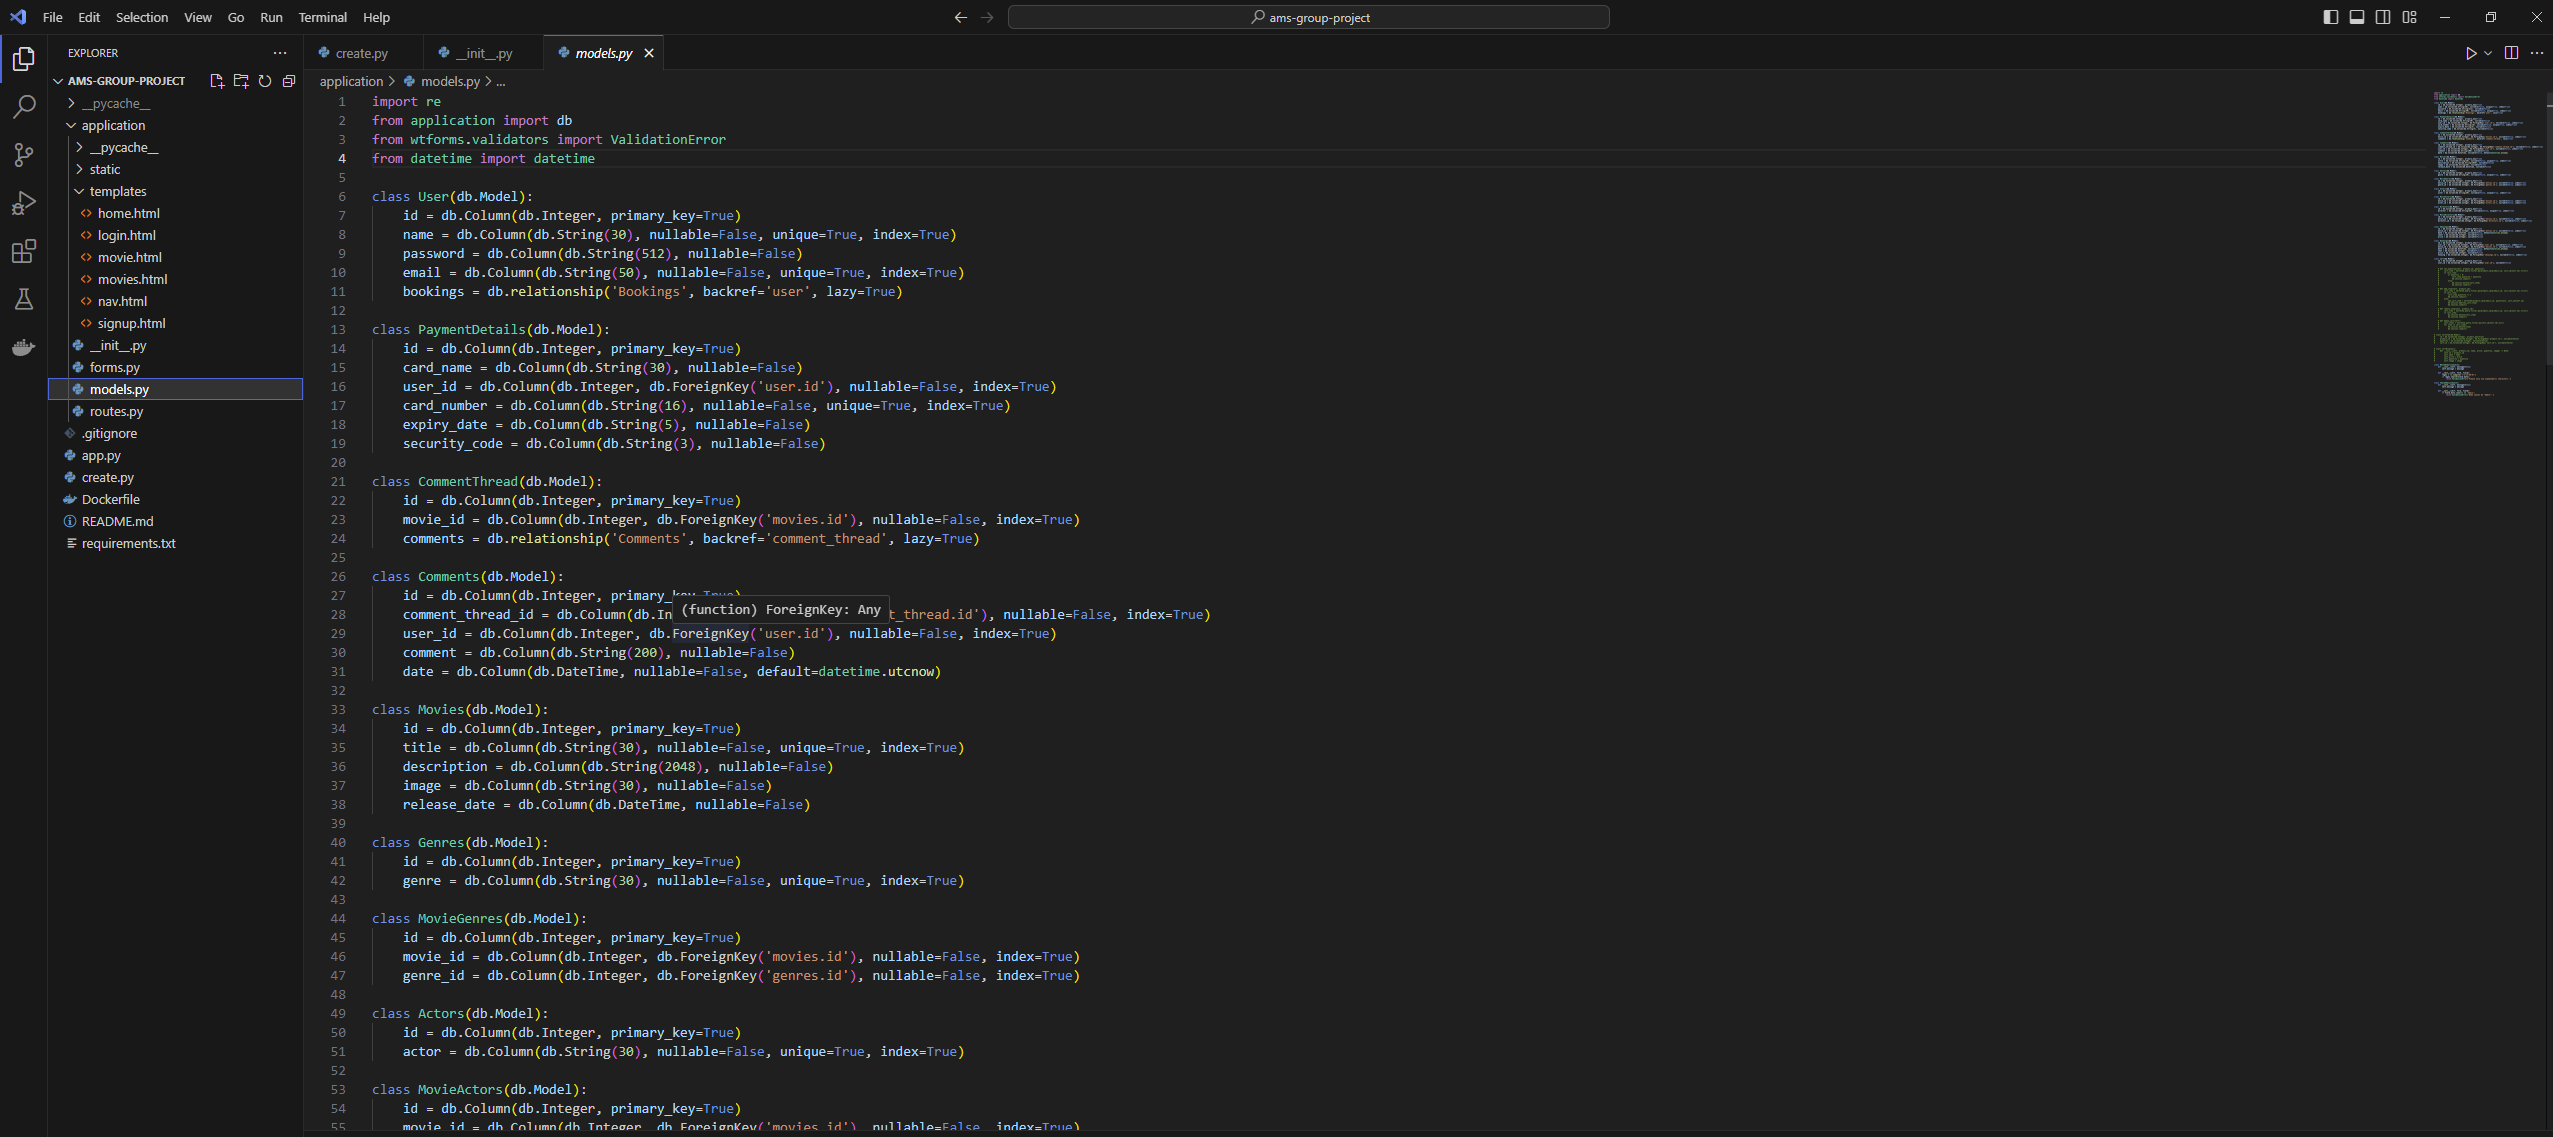 File Edit Selection View Go Run Terminal Help
ams-group-project
EXPLORER
AMS-GROUP-PROJECT
__pycache__
application
__pycache__
static
templates
home.html
login.html
movie.html
movies.html
nav.html
signup.html
__init__.py
forms.py
models.py
routes.py
.gitignore
app.py
create.py
Dockerfile
README.md
requirements.txt
create.py __init__.py models.py
application > models.py > ...
1 import re
2 from application import db
3 from wtforms.validators import ValidationError
4 from datetime import datetime
5
6 class User(db.Model):
7 id = db.Column(db.Integer, primary_key=True)
8 name = db.Column(db.String(30), nullable=False, unique=True, index=True)
9 password = db.Column(db.String(512), nullable=False)
10 email = db.Column(db.String(50), nullable=False, unique=True, index=True)
11 bookings = db.relationship('Bookings', backref='user', lazy=True)
12
13 class PaymentDetails(db.Model):
14 id = db.Column(db.Integer, primary_key=True)
15 card_name = db.Column(db.String(30), nullable=False)
16 user_id = db.Column(db.Integer, db.ForeignKey('user.id'), nullable=False, index=True)
17 card_number = db.Column(db.String(16), nullable=False, unique=True, index=True)
18 expiry_date = db.Column(db.String(5), nullable=False)
19 security_code = db.Column(db.String(3), nullable=False)
20
21 class CommentThread(db.Model):
22 id = db.Column(db.Integer, primary_key=True)
23 movie_id = db.Column(db.Integer, db.ForeignKey('movies.id'), nullable=False, index=True)
24 comments = db.relationship('Comments', backref='comment_thread', lazy=True)
25
26 class Comments(db.Model):
27 id = db.Column(db.Integer, primary_key=True)
28 comment_thread_id = db.Column(db.In (function) ForeignKey: Any t_thread.id'), nullable=False, index=True)
29 user_id = db.Column(db.Integer, db.ForeignKey('user.id'), nullable=False, index=True)
30 comment = db.Column(db.String(200), nullable=False)
31 date = db.Column(db.DateTime, nullable=False, default=datetime.utcnow)
32
33 class Movies(db.Model):
34 id = db.Column(db.Integer, primary_key=True)
35 title = db.Column(db.String(30), nullable=False, unique=True, index=True)
36 description = db.Column(db.String(2048), nullable=False)
37 image = db.Column(db.String(30), nullable=False)
38 release_date = db.Column(db.DateTime, nullable=False)
39
40 class Genres(db.Model):
41 id = db.Column(db.Integer, primary_key=True)
42 genre = db.Column(db.String(30), nullable=False, unique=True, index=True)
43
44 class MovieGenres(db.Model):
45 id = db.Column(db.Integer, primary_key=True)
46 movie_id = db.Column(db.Integer, db.ForeignKey('movies.id'), nullable=False, index=True)
47 genre_id = db.Column(db.Integer, db.ForeignKey('genres.id'), nullable=False, index=True)
48
49 class Actors(db.Model):
50 id = db.Column(db.Integer, primary_key=True)
51 actor = db.Column(db.String(30), nullable=False, unique=True, index=True)
52
53 class MovieActors(db.Model):
54 id = db.Column(db.Integer, primary_key=True)
55 movie_id = db.Column(db.Integer, db.ForeignKey('movies.id'), nullable=False, index=True)